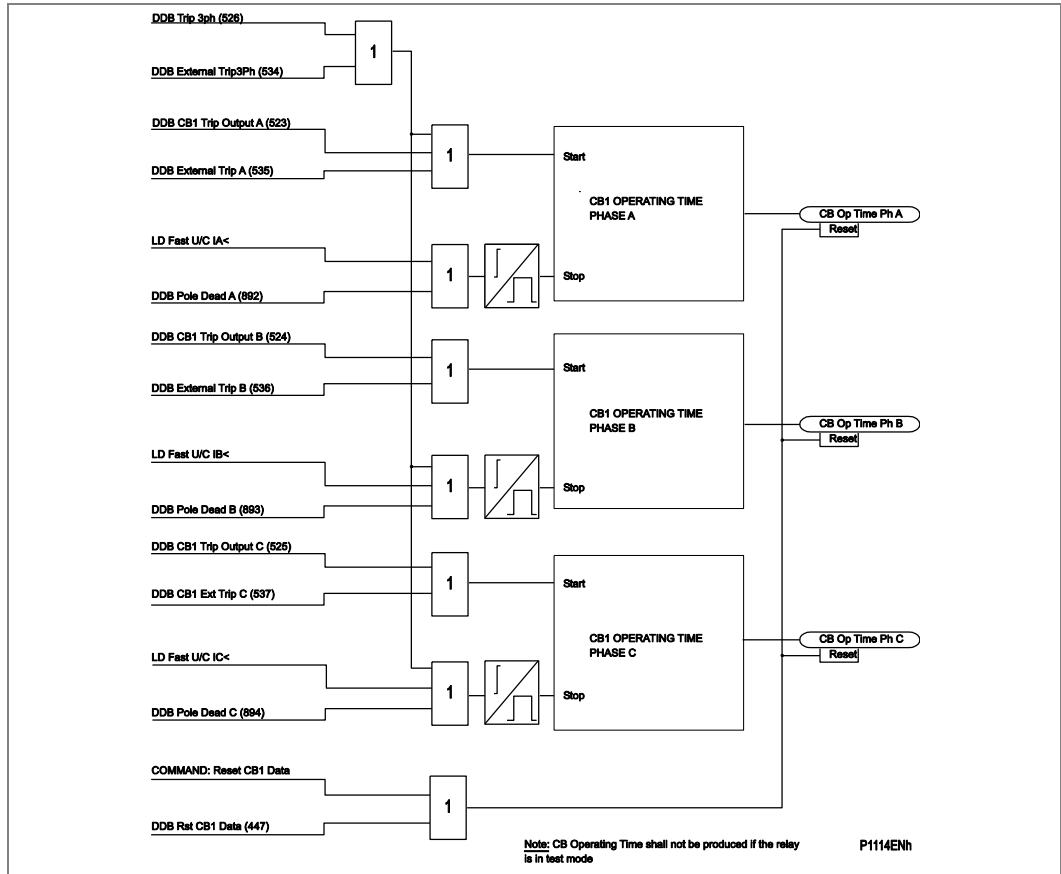 DDB Trip 3ph (526)
1
DDB External Trip3Ph (534)
DDB CB1 Trip Output A (523)
1
Start
DDB External Trip A (535)
CB1 OPERATING TIME
PHASE A
CB Op Time Ph A
Reset
LD Fast U/C IA<
1
Stop
DDB Pole Dead A (892)
DDB CB1 Trip Output B (524)
1
Start
DDB External Trip B (536)
CB1 OPERATING TIME
PHASE B
CB Op Time Ph B
Reset
LD Fast U/C IB<
1
Stop
DDB Pole Dead B (893)
DDB CB1 Trip Output C (525)
1
Start
DDB CB1 Ext Trip C (537)
CB1 OPERATING TIME
PHASE C
CB Op Time Ph C
Reset
LD Fast U/C IC<
1
Stop
DDB Pole Dead C (894)
COMMAND: Reset CB1 Data
1
DDB Rst CB1 Data (447)
Note: CB Operating Time shall not be produced if the relay
is in test mode
P1114ENh